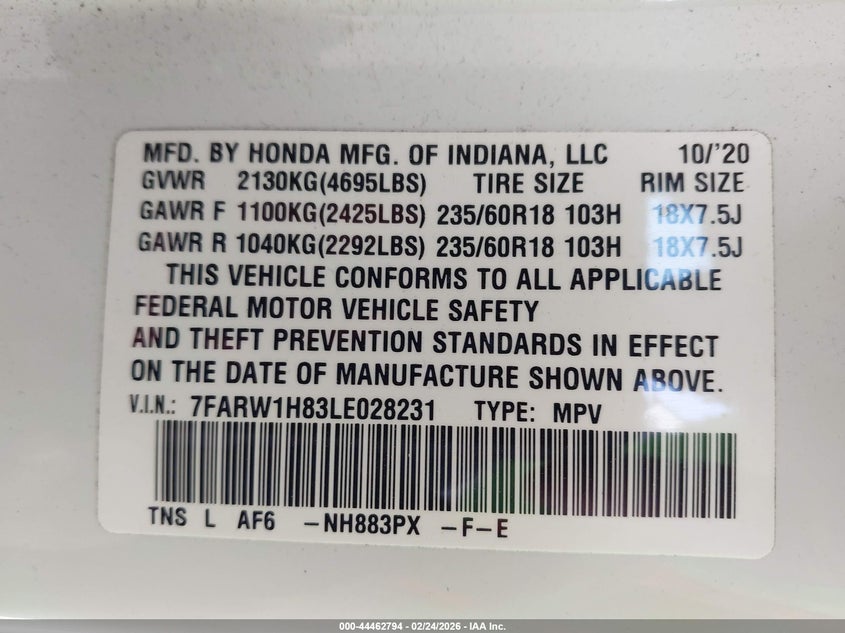 MFD. BY HONDA MFG. OF INDIANA, LLC 10/'20
GVWR 2130KG(4695LBS) TIRE SIZE RIM SIZE
GAWR F 1100KG(2425LBS) 235/60R18 103H 18X7.5J
GAWR R 1040KG(2292LBS) 235/60R18 103H 18X7.5J
THIS VEHICLE CONFORMS TO ALL APPLICABLE
FEDERAL MOTOR VEHICLE SAFETY
AND THEFT PREVENTION STANDARDS IN EFFECT
ON THE DATE OF MANUFACTURE SHOWN ABOVE.
V.I.N.: 7FARW1H83LE028231 TYPE: MPV
TNS L AF6 -NH883PX -F-E
000-44462794 - 02/24/2026 - IAA Inc.